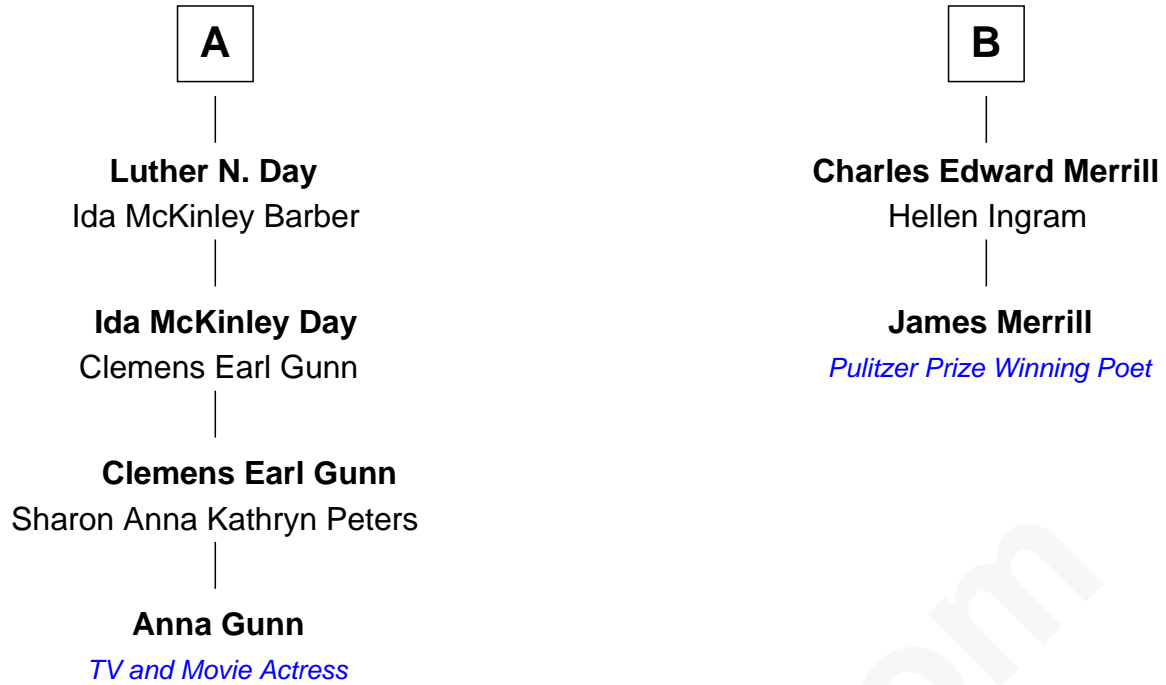 A
Luther N. Day
Ida McKinley Barber
Ida McKinley Day
Clemens Earl Gunn
Clemens Earl Gunn
Sharon Anna Kathryn Peters
Anna Gunn
TV and Movie Actress
B
Charles Edward Merrill
Hellen Ingram
James Merrill
Pulitzer Prize Winning Poet
om